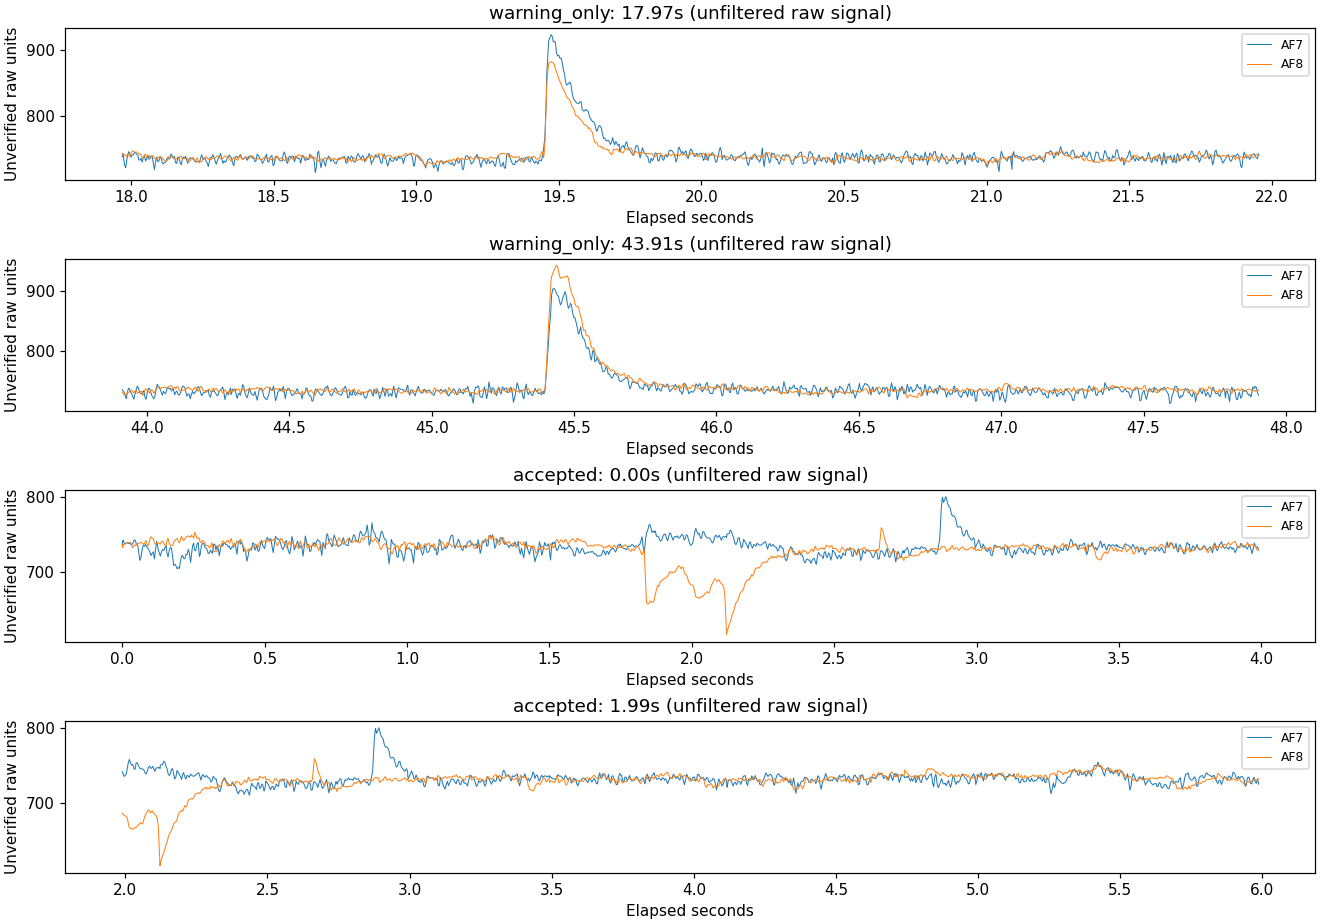 warning_only: 17.97s (unfiltered raw signal)
Unverified raw units
900
800
AF7
AF8
18.0 18.5 19.0 19.5 20.0 20.5 21.0 21.5 22.0
Elapsed seconds
warning_only: 43.91s (unfiltered raw signal)
Unverified raw units
900
800
AF7
AF8
44.0 44.5 45.0 45.5 46.0 46.5 47.0 47.5 48.0
Elapsed seconds
accepted: 0.00s (unfiltered raw signal)
Unverified raw units
800
700
AF7
AF8
0.0 0.5 1.0 1.5 2.0 2.5 3.0 3.5 4.0
Elapsed seconds
accepted: 1.99s (unfiltered raw signal)
Unverified raw units
800
700
AF7
AF8
2.0 2.5 3.0 3.5 4.0 4.5 5.0 5.5 6.0
Elapsed seconds